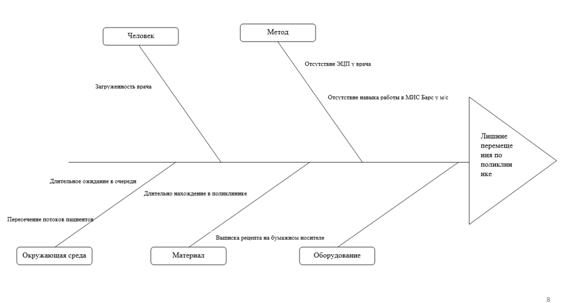 Человек
Метод
Отсутствие ЭЦП у врача
Загруженность врача
Отсутствие навыка работы в МИС Барс у м/с
Лишние
перемеще
ния по
поликлин
ике
Длительное ожидание в очереди
Длительно нахождение в поликлинике
Пересечение потоков пациентов
Выписка рецепта на бумажном носителе
Окружающая среда
Материал
Оборудование
8